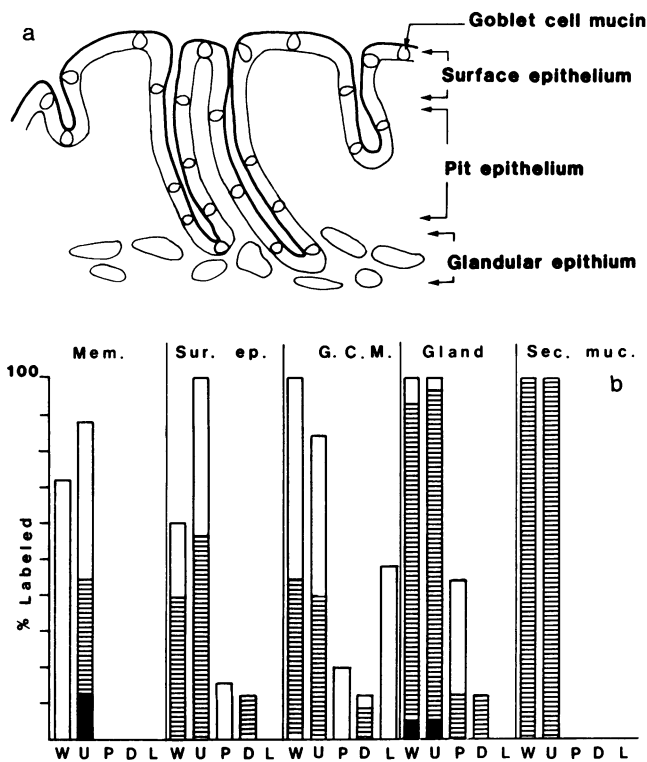 a
Goblet cell mucin
Surface epithelium
Pit epithelium
Glandular epithium
b
Mem. Sur. ep. G.C.M. Gland Sec. muc.
100
% Labeled
W U P D L W U P D L W U P D L W U P D L W U P D L